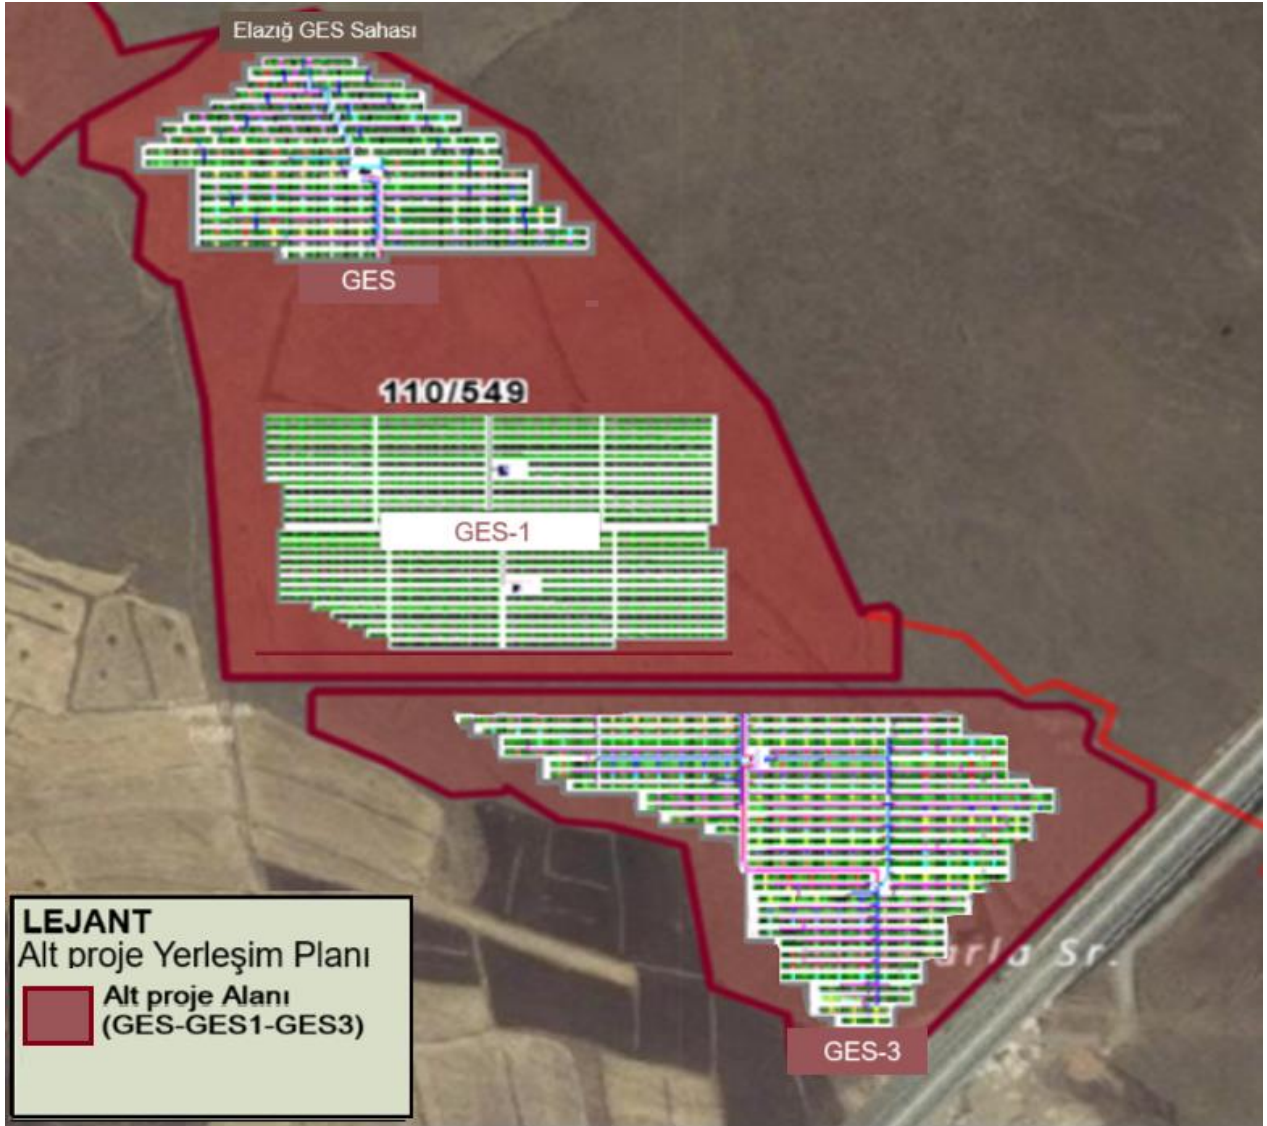 Elazığ GES Sahası
GES
110/549
GES-1
Sr.
GES-3
LEJANT
Alt proje Yerleşim Planı
Alt proje Alanı
(GES-GES1-GES3)